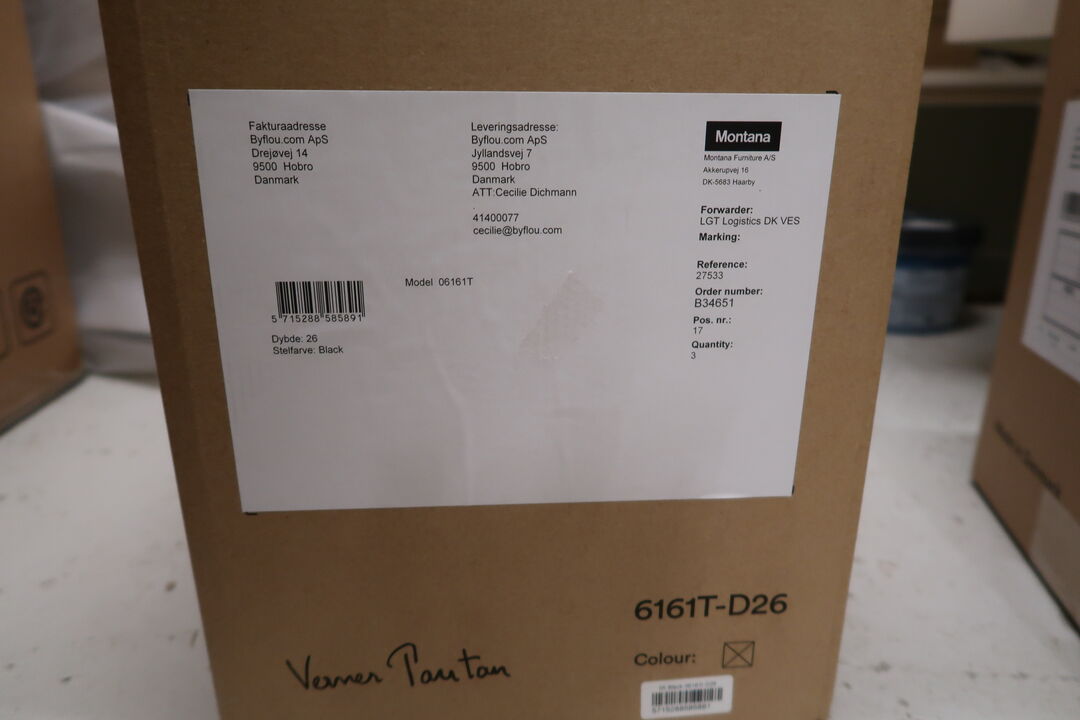 Fakturaadresse
Byflou.com ApS
Drejøvej 14
9500 Hobro
Danmark
Leveringsadresse:
Byflou.com ApS
Jyllandsvej 7
9500 Hobro
Danmark
ATT:Cecilie Dichmann
.
41400077
cecilie@byflou.com
Montana
Montana Furniture A/S
Akkerupvej 16
DK-5683 Haarby
Forwarder:
LGT Logistics DK VES
Marking:
Reference:
27533
Order number:
B34651
Pos. nr.:
17
Quantity:
3
Model 06161T
5 715288 585891
Dybde: 26
Stelfarve: Black
6161T-D26
Verner Panton
Colour:
5715288585891